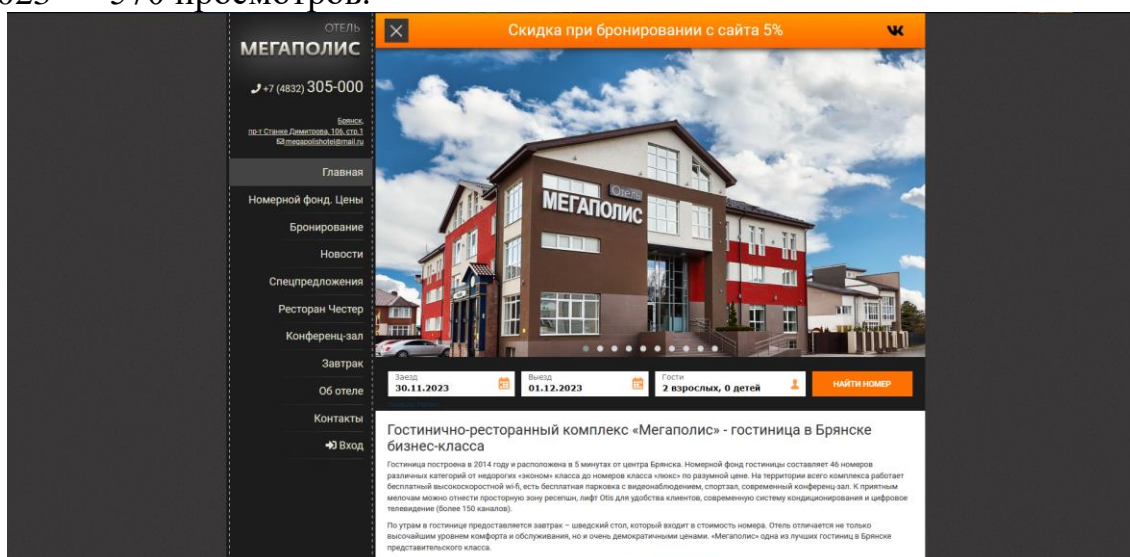 023 — 570 просмотров.
ОТЕЛЬ
МЕГАПОЛИС
+7 (4832) 305-000
Брянск,
пр-т Станке Димитрова, 106, стр.1
megapolishotel@mail.ru
Главная
Номерной фонд. Цены
Бронирование
Новости
Спецпредложения
Ресторан Честер
Конференц-зал
Завтрак
Об отеле
Контакты
Вход
Скидка при бронировании с сайта 5%
Отель
МЕГАПОЛИС
Заезд
30.11.2023
Выезд
01.12.2023
Гости
2 взрослых, 0 детей
НАЙТИ НОМЕР
Гостинично-ресторанный комплекс «Мегаполис» - гостиница в Брянске
бизнес-класса
Гостиница построена в 2014 году и расположена в 5 минутах от центра Брянска. Номерной фонд гостиницы составляет 46 номеров
различных категорий от недорогих «эконом» класса до номеров класса «люкс» по разумной цене. На территории всего комплекса работает
бесплатный высокоскоростной wi-fi, есть бесплатная парковка с видеонаблюдением, спортзал, современный конференц-зал. К приятным
мелочам можно отнести просторную зону ресепшн, лифт Otis для удобства клиентов, современную систему кондиционирования и цифровое
телевидение (более 150 каналов).
По утрам в гостинице предоставляется завтрак – шведский стол, который входит в стоимость номера. Отель отличается не только
высочайшим уровнем комфорта и обслуживания, но и очень демократичными ценами. «Мегаполис» одна из лучших гостиниц в Брянске
представительского класса.